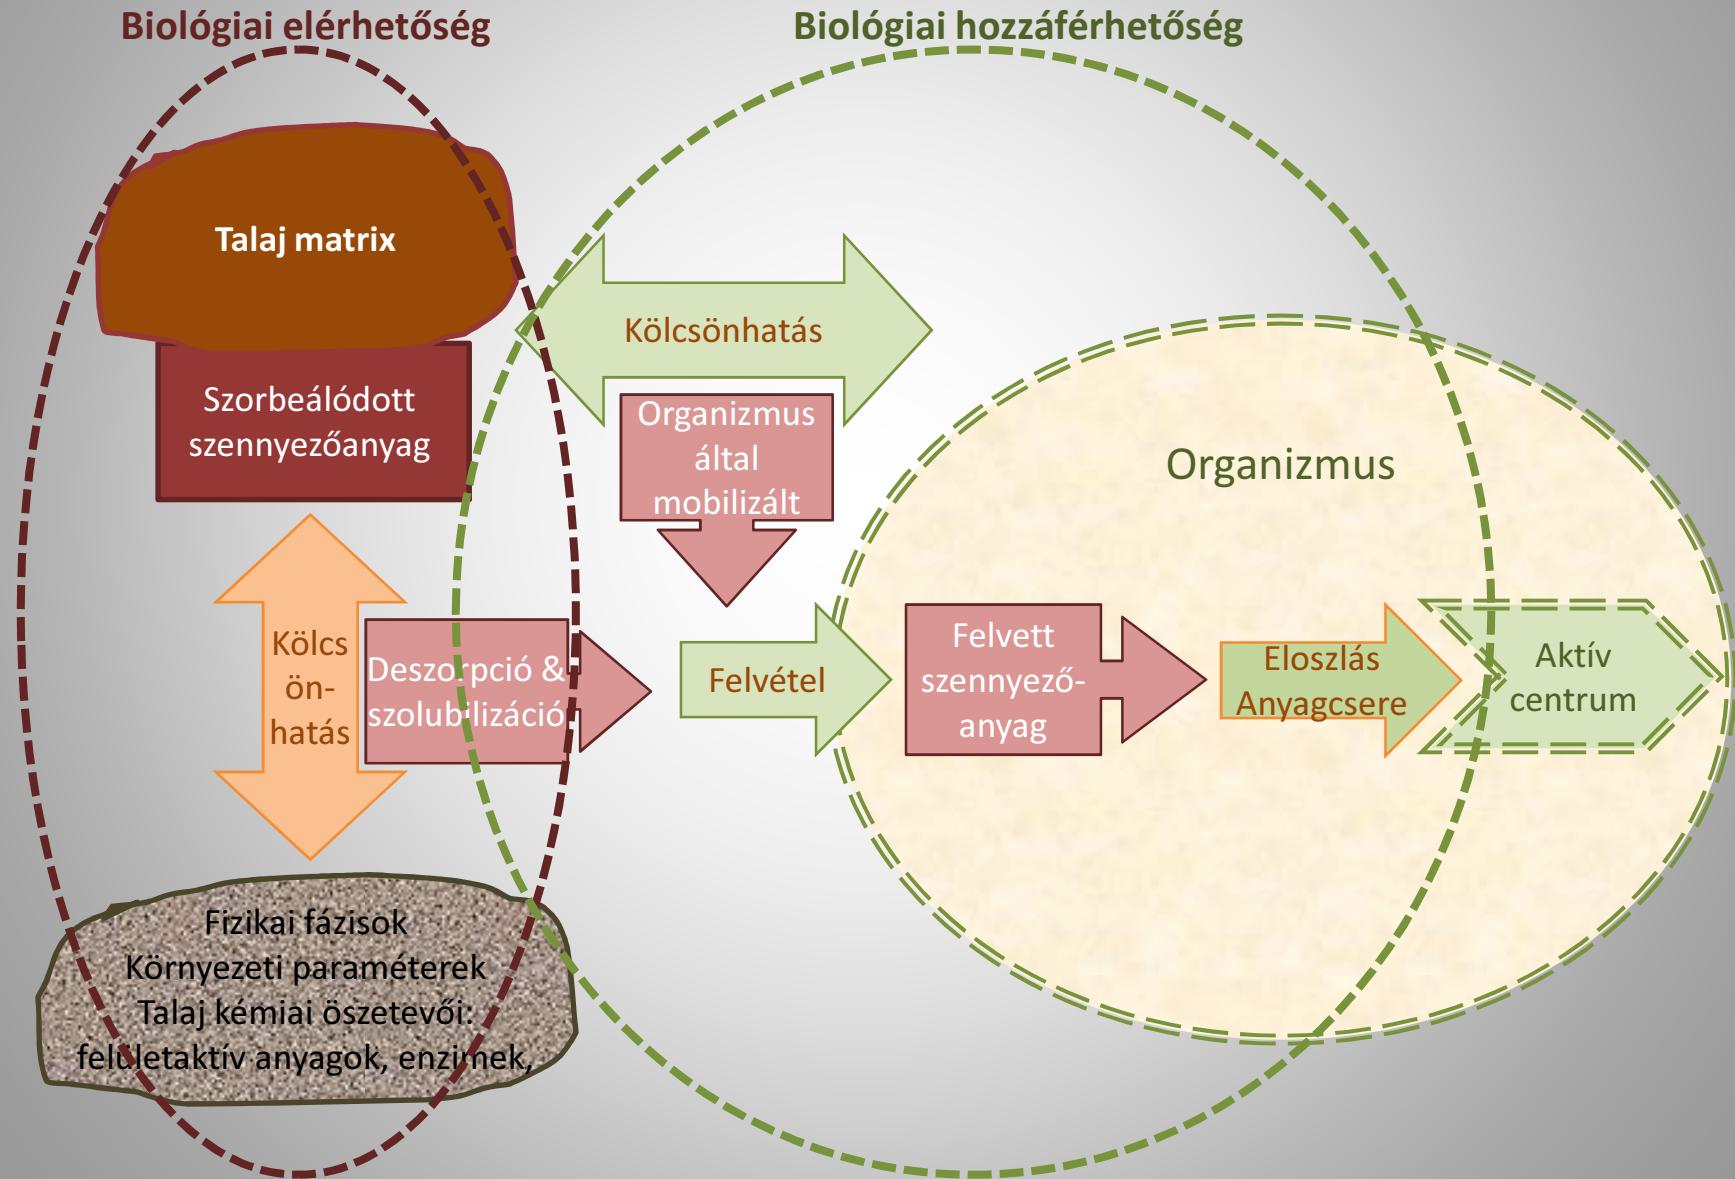 Biológiai elérhetőség
Biológiai hozzáférhetőség
Talaj matrix
Szorbeálódott
szennyezőanyag
Kölcsönhatás
Organizmus
által
mobilizált
Organizmus
Kölcs
ön-
hatás
Deszorpció &
szolubilizáció
Felvétel
Felvett
szennyező-
anyag
Eloszlás
Anyagcsere
Aktív
centrum
Fizikai fázisok
Környezeti paraméterek
Talaj kémiai öszetevői:
felületaktív anyagok, enzimek,